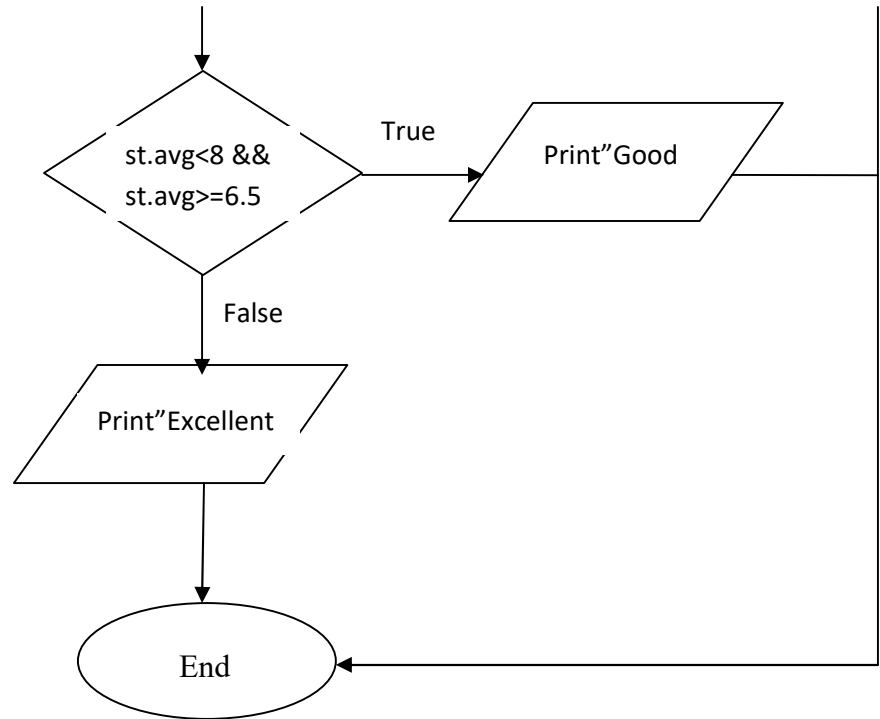 st.avg<8 &&
st.avg>=6.5
True
Print”Good
False
Print”Excellent
End